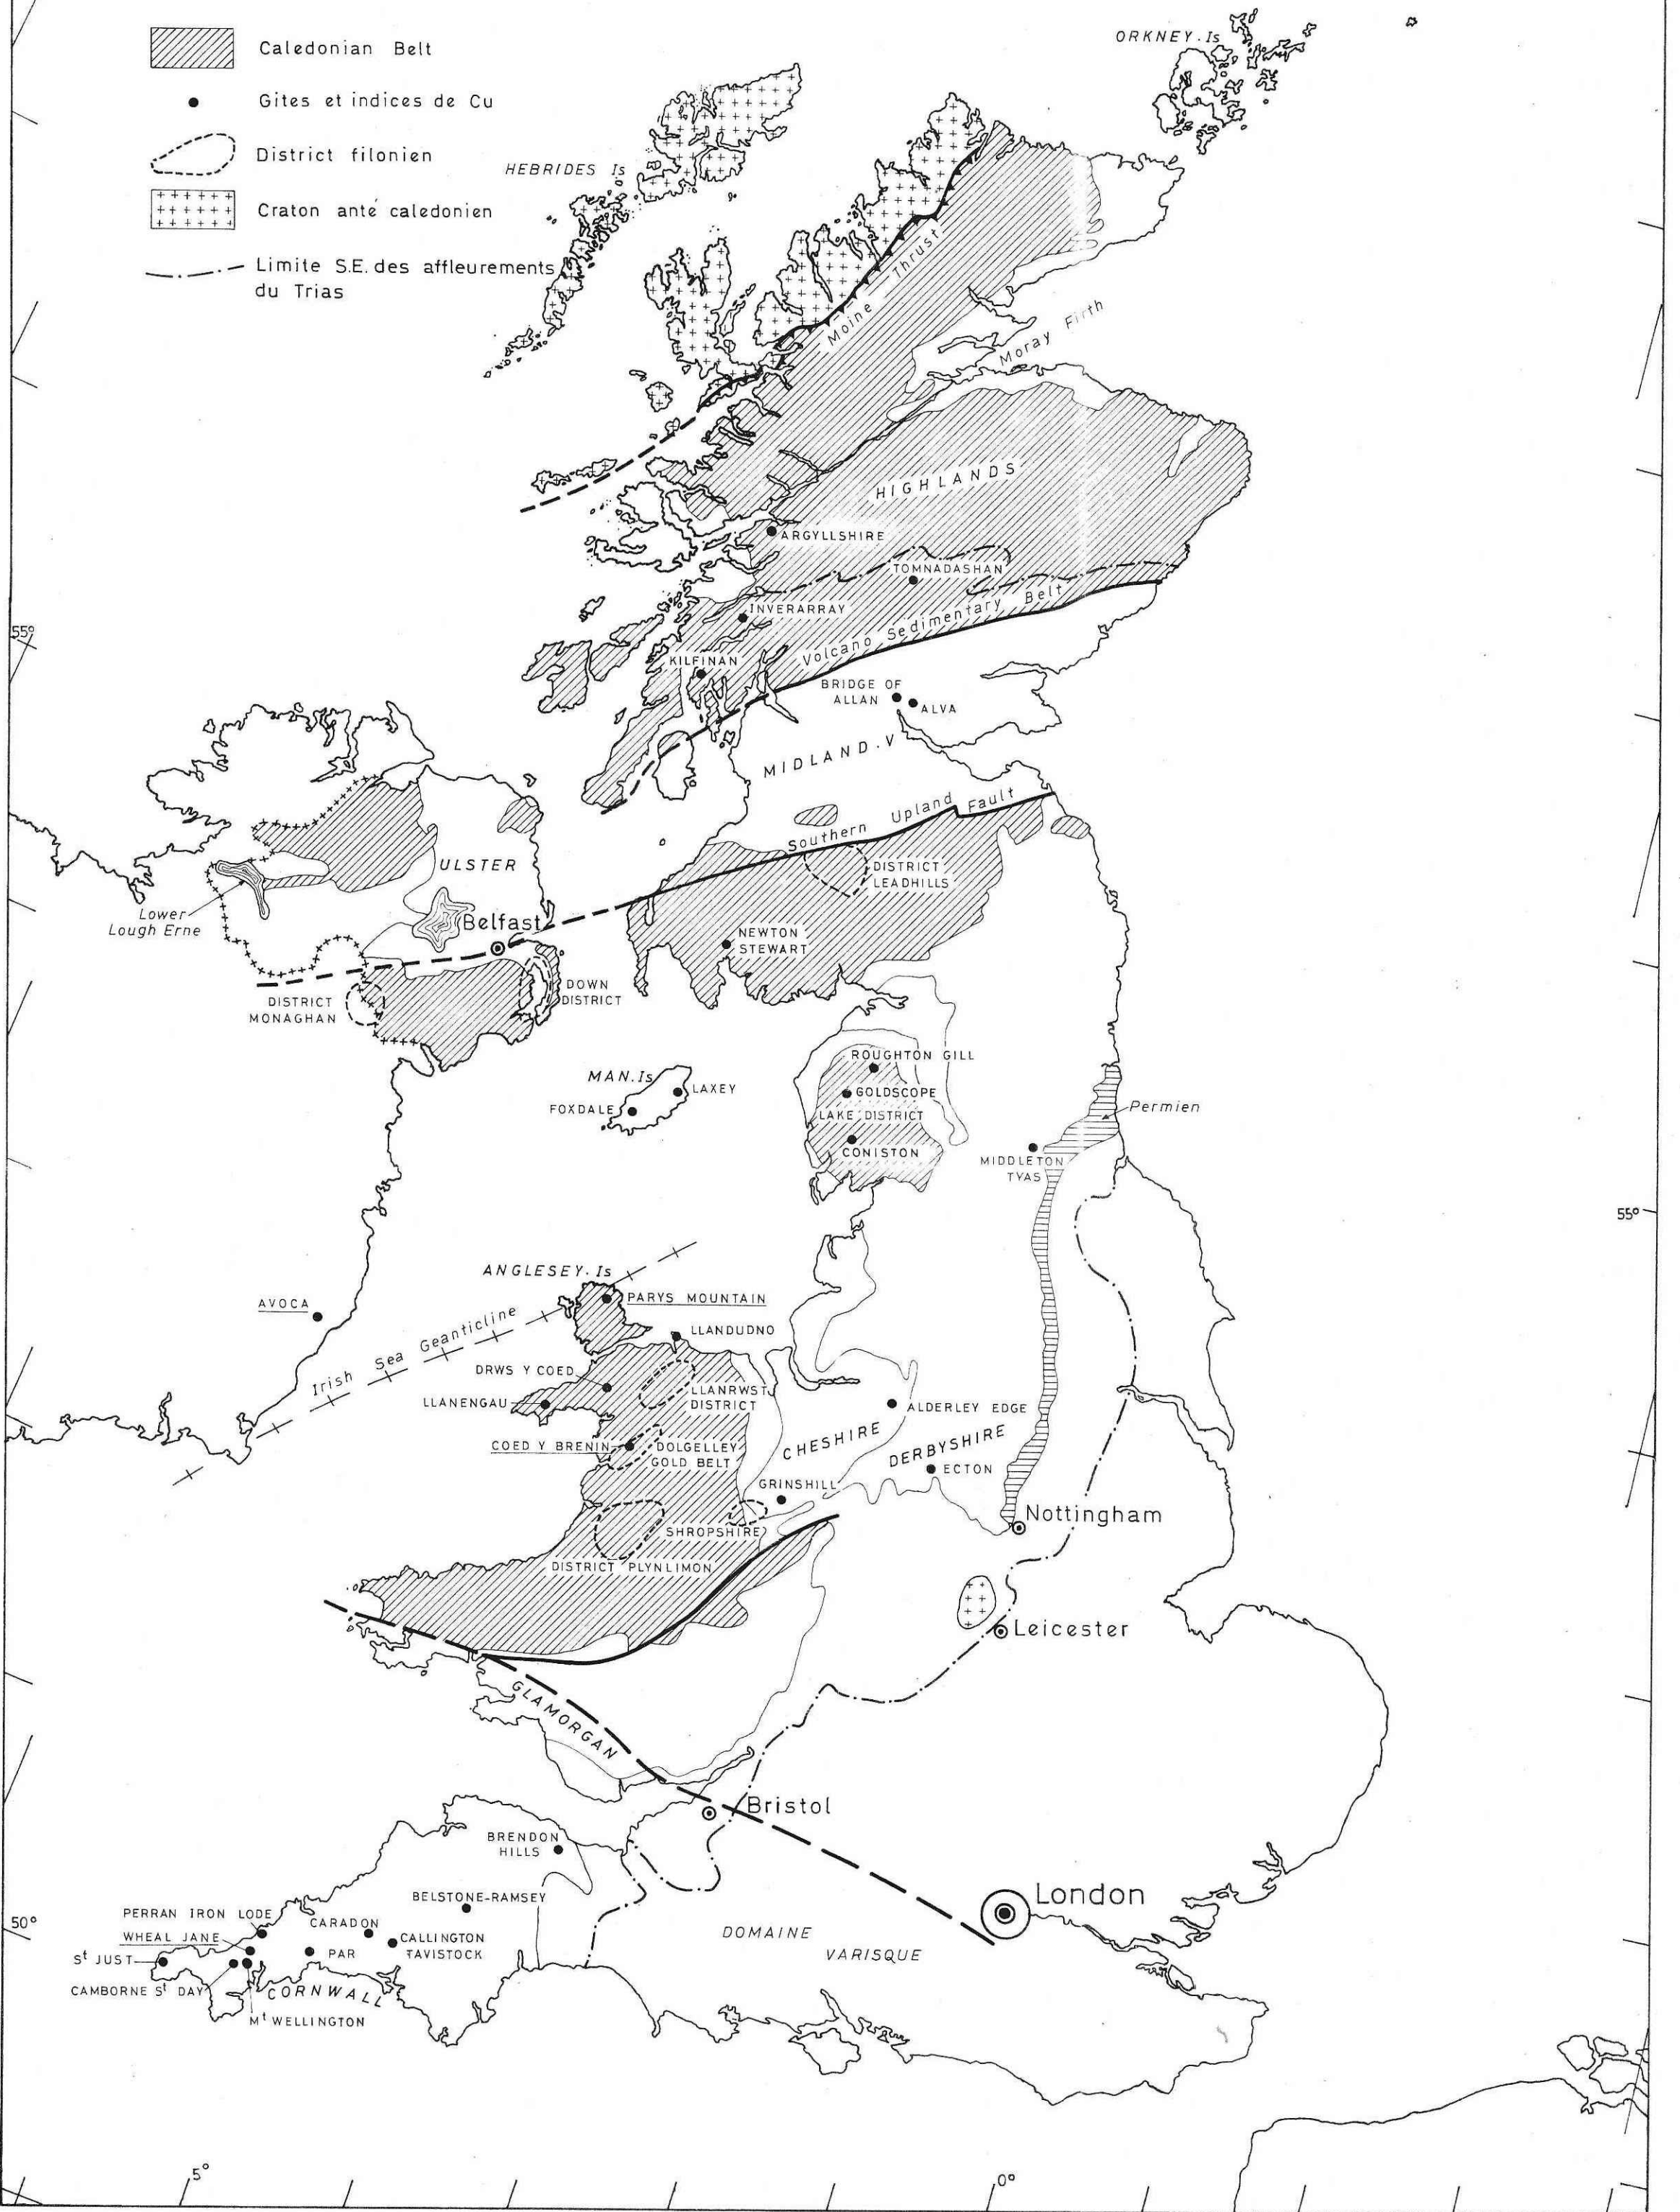 Caledonian Belt
Gites et indices de Cu
District filonien
Craton anté caledonien
Limite S.E. des affleurements
du Trias
ORKNEY. Is
HEBRIDES Is
Moine Thrust
Moray Firth
HIGHLANDS
ARGYLLSHIRE
TOMNADASHAN
INVERARRAY
Volcano Sedimentary Belt
55°
KILFINAN
BRIDGE OF
ALLAN
ALVA
MIDLAND. V
Southern Upland Fault
ULSTER
DISTRICT
LEADHILLS
Lower
Lough Erne
Belfast
NEWTON
STEWART
DISTRICT
MONAGHAN
DOWN
DISTRICT
ROUGHTON GILL
MAN. Is
LAXEY
GOLDSCOPE
FOXDALE
LAKE DISTRICT
Permien
CONISTON
MIDDLETON
TYAS
55°
ANGLESEY. Is
AVOCA
PARYS MOUNTAIN
Irish Sea Geanticline
LLANDUDNO
DRWS Y COED
LLANENGAU
LLANRWST
DISTRICT
ALDERLEY EDGE
CHESHIRE
DERBYSHIRE
COED Y BRENIN
DOLGELLEY
GOLD BELT
ECTON
GRINSHILL
Nottingham
SHROPSHIRE
DISTRICT PLYNLIMON
Leicester
GLAMORGAN
Bristol
BRENDON
HILLS
London
BELSTONE-RAMSEY
PERRAN IRON LODE
CARADON
50°
WHEAL JANE
CALLINGTON
TAVISTOCK
DOMAINE
VARISQUE
St JUST
PAR
CAMBORNE St DAY
CORNWALL
Mt WELLINGTON
5°
0°